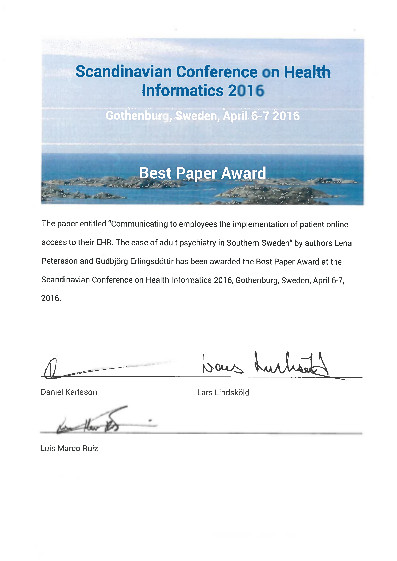 Scandinavian Conference on Health
Informatics 2016
Gothenburg, Sweden, April 6-7 2016
Best Paper Award
The paper entitled "Communicating to employees the implementation of patient online
access to their EHR. The case of adult psychiatry in Southern Sweden" by authors Lena
Petersson and Gudbjörg Erlingsdóttir has been awarded the Best Paper Award at the
Scandinavian Conference on Health Informatics 2016, Gothenburg, Sweden, April 6-7,
2016.
Daniel Karlsson
Lars Lindsköld
Luis Marco Ruiz